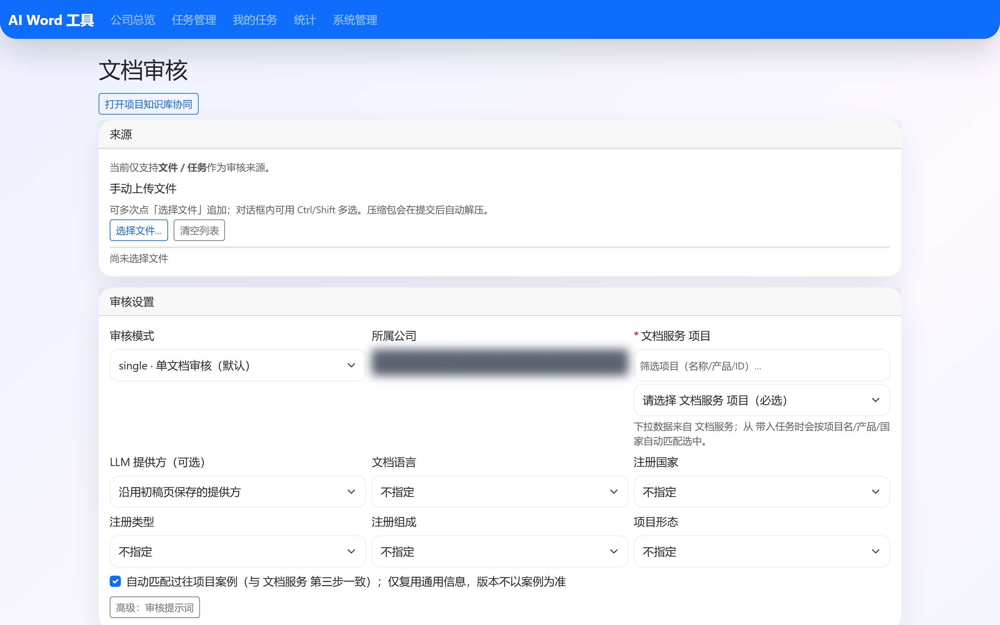 AI Word 工具 公司总览 任务管理 我的任务 统计 系统管理
文档审核
打开项目知识库协同
来源
当前仅支持文件 / 任务作为审核来源。
手动上传文件
可多次点「选择文件」追加；对话框内可用 Ctrl/Shift 多选。压缩包会在提交后自动解压。
选择文件... 清空列表
尚未选择文件
审核设置
审核模式 所属公司 * 文档服务 项目
single · 单文档审核（默认） 筛选项目（名称/产品/ID）...
请选择 文档服务 项目（必选）
下拉数据来自 文档服务；从 带入任务时会按项目名/产品/国
家自动匹配选中。
LLM 提供方（可选） 文档语言 注册国家
沿用初稿页保存的提供方 不指定 不指定
注册类型 注册组成 项目形态
不指定 不指定 不指定
自动匹配过往项目案例（与 文档服务 第三步一致）；仅复用通用信息，版本不以案例为准
高级：审核提示词